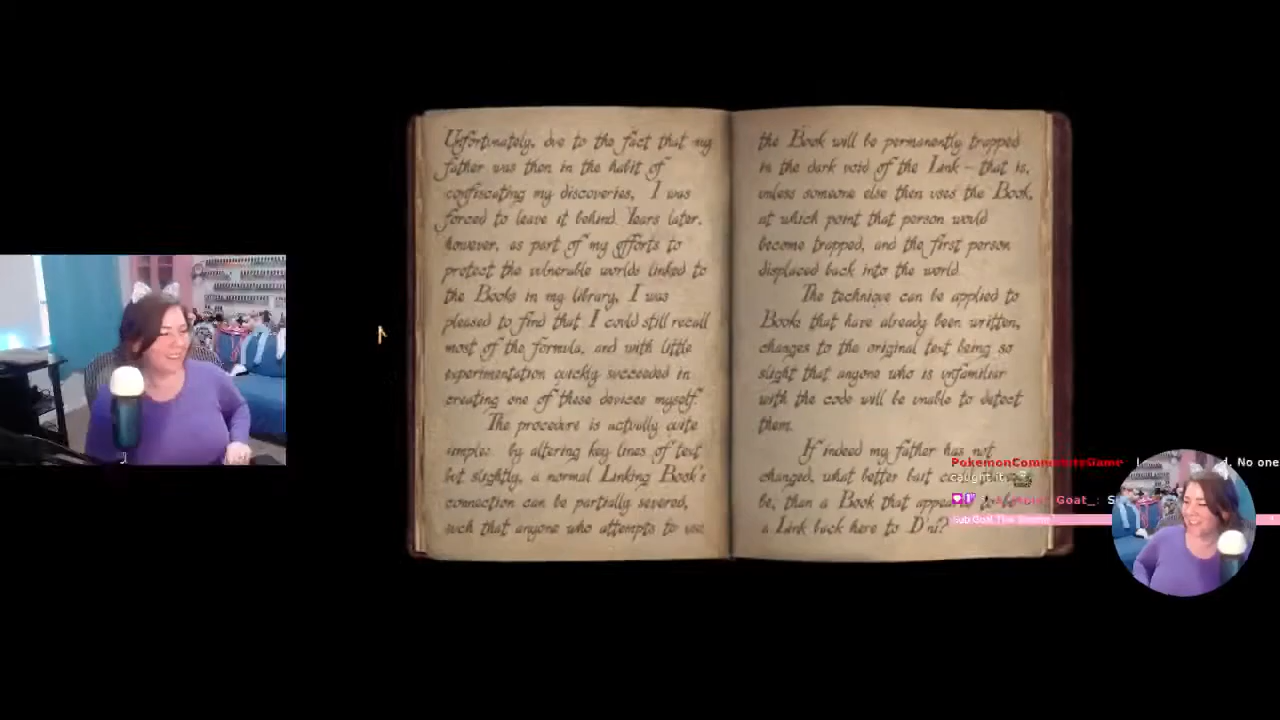 Unfortunately, due to the fact that my
father was then in the habit of
confiscating my discoveries, I was
forced to leave it behind. Years later,
however, as part of my efforts to
protect the vulnerable worlds linked to
the Books in my library, I was
pleased to find that I could still recall
most of the formula, and with little
experimentation quickly succeeded in
creating one of these devices myself.
The procedure is actually quite
simple: by altering key lines of text
but slightly, a normal Linking Book's
connection can be partially severed,
such that anyone who attempts to use
the Book will be permanently trapped
in the dark void of the Link - that is,
unless someone else then uses the Book,
at which point that person would
become trapped, and the first person
displaced back into the world.
The technique can be applied to
Books that have already been written,
changes to the original text being so
slight that anyone who is unfamiliar
with the code will be unable to detect
them.
If indeed my father has not
changed, what better bait
be, than a Book that to be
a Link back here to D'ni?
PokemonCommunityGame No one
caught it.
Goat_:
Sub Goal This Stream